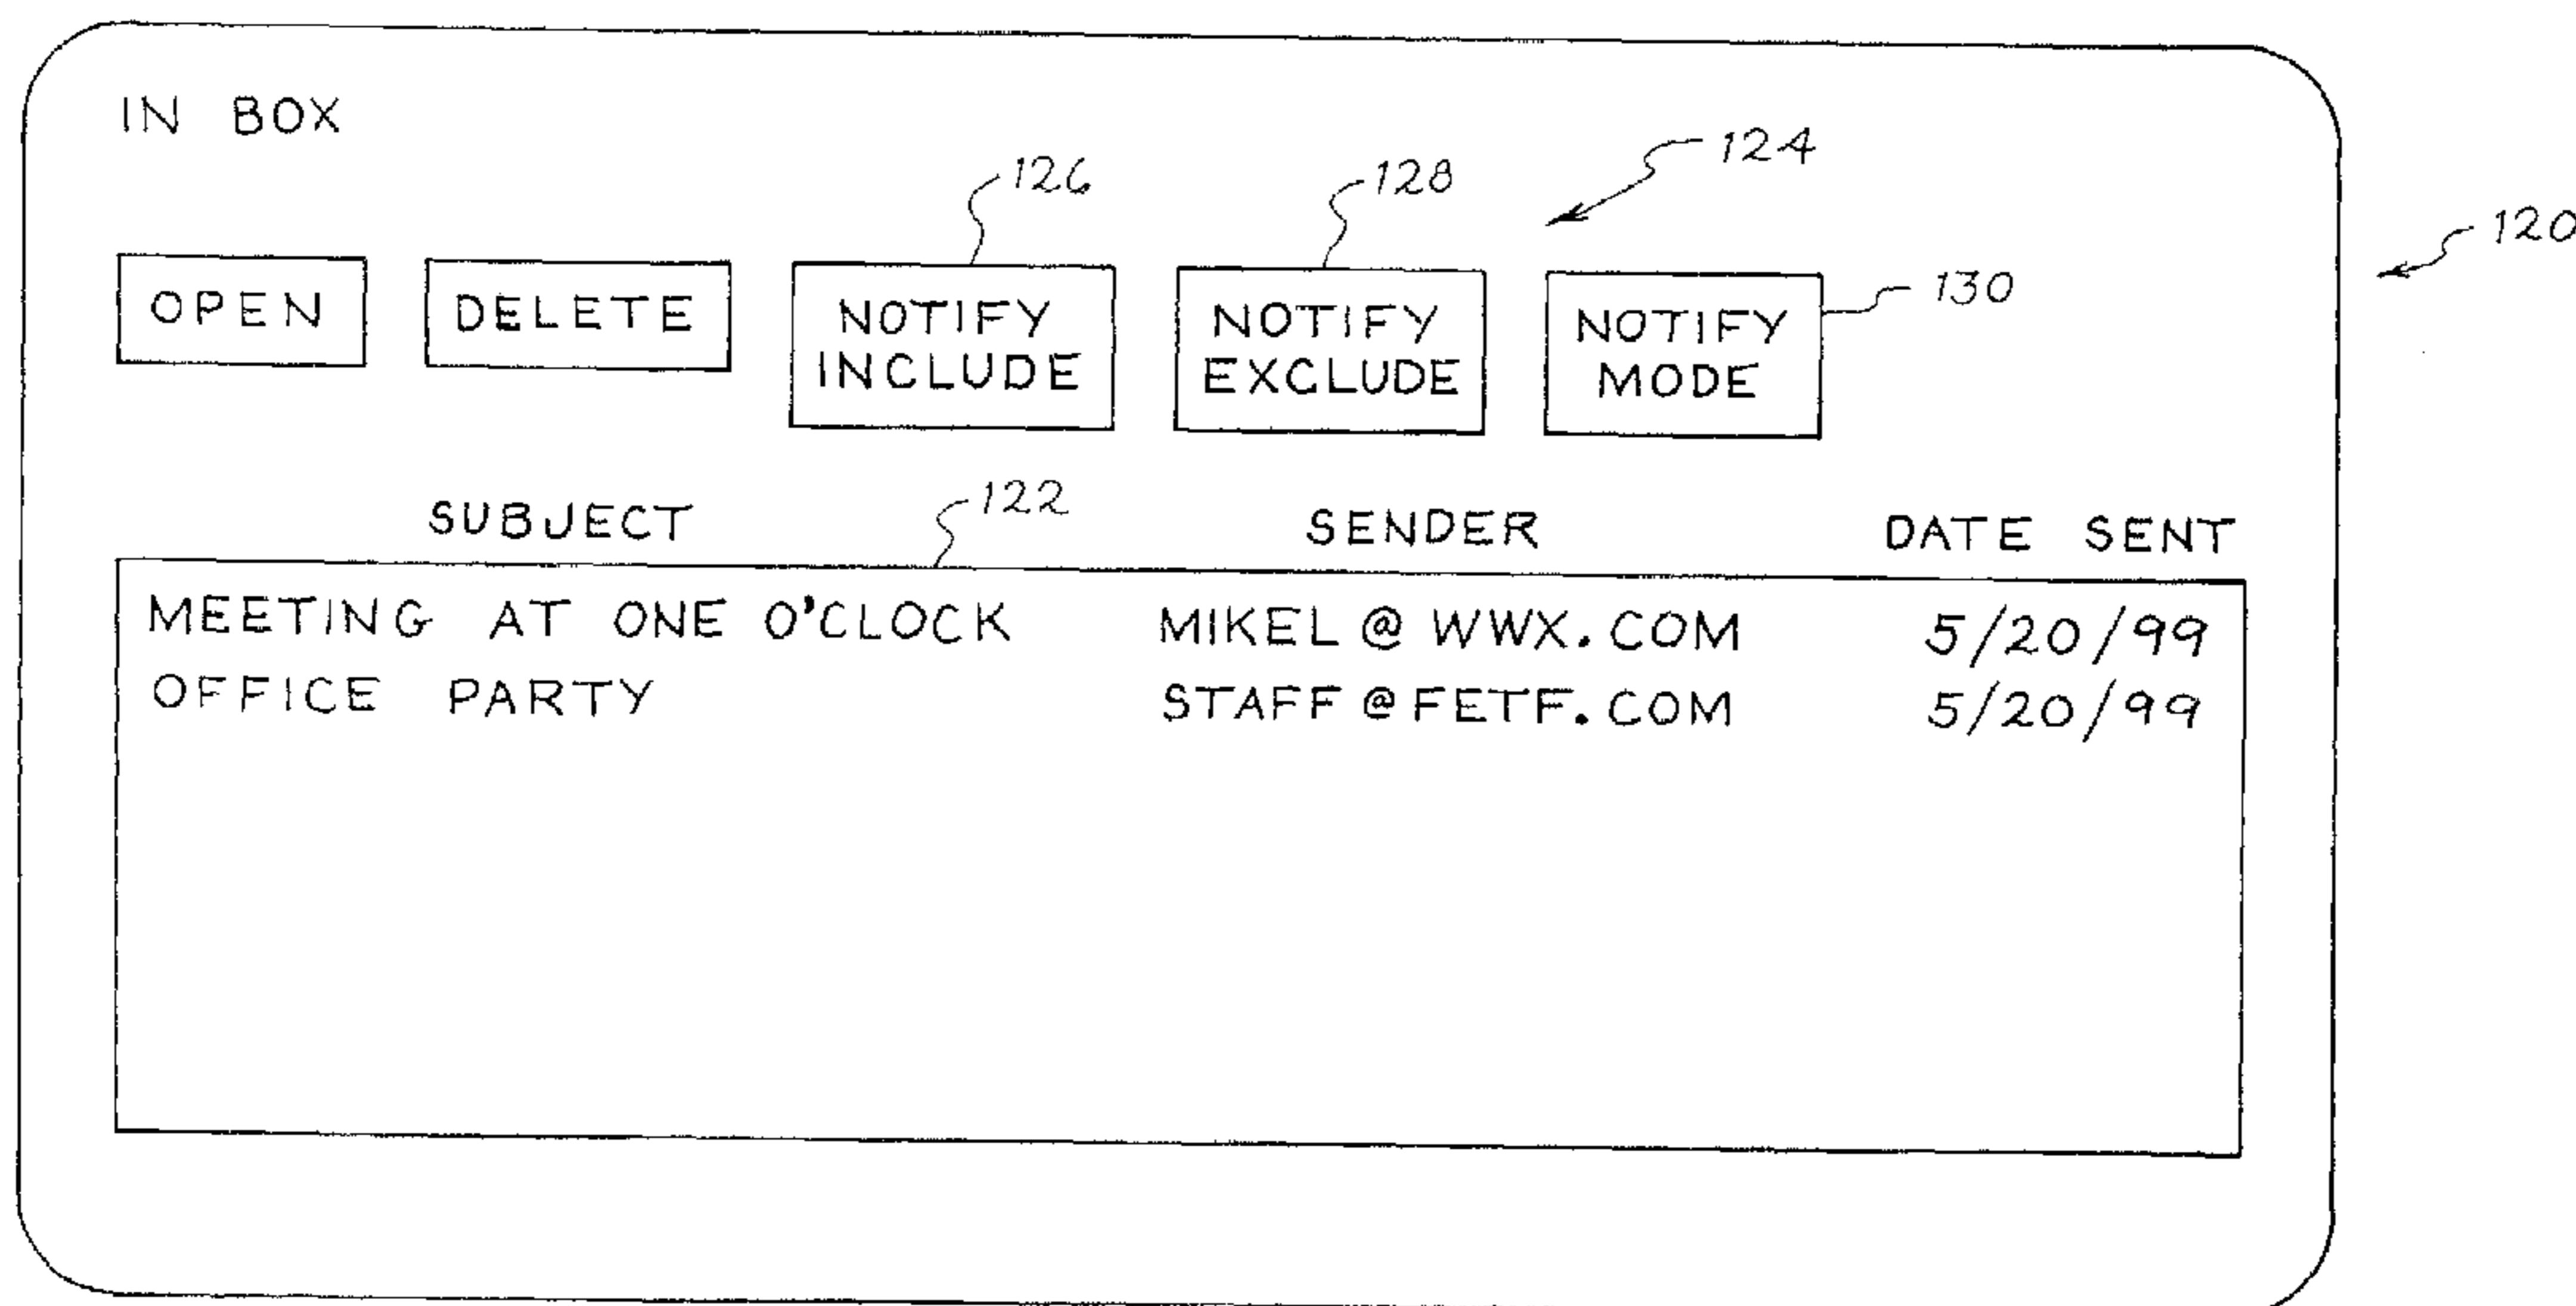 IN BOX
126
128
124
120
OPEN
DELETE
NOTIFY INCLUDE
NOTIFY EXCLUDE
NOTIFY MODE
130
122
SUBJECT SENDER DATE SENT
MEETING AT ONE O'CLOCK MIKEL@WWX.COM 5/20/99
OFFICE PARTY STAFF@FETF.COM 5/20/99